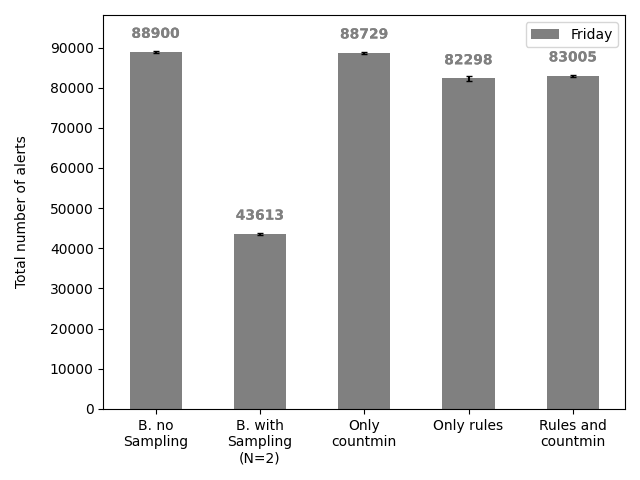 Friday
88900
43613
88729
82298
83005
Total number of alerts
90000
80000
70000
60000
50000
40000
30000
20000
10000
0
B. no
Sampling
B. with
Sampling
(N=2)
Only
countmin
Only rules
Rules and
countmin